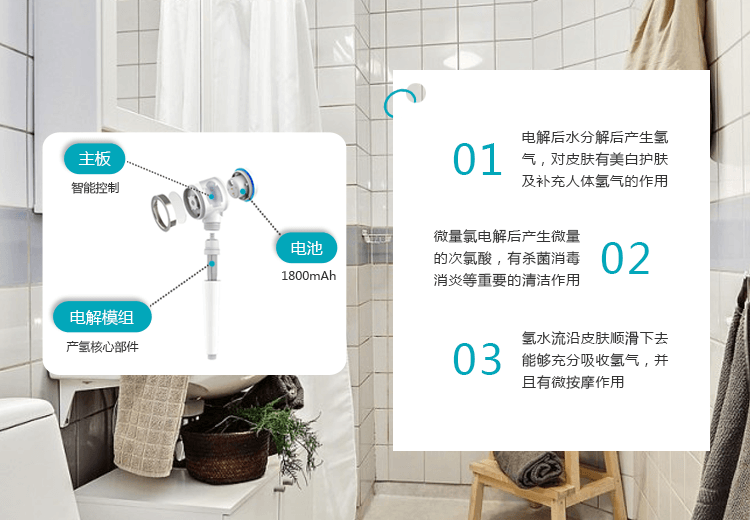 主板
智能控制
电池
1800mAh
电解模组
产氢核心部件
01
电解后水分解后产生氢
气，对皮肤有美白护肤
及补充人体氢气的作用
微量氯电解后产生微量
的次氯酸，有杀菌消毒
消炎等重要的清洁作用
02
03
氢水流沿皮肤顺滑下去
能够充分吸收氢气，并
且有微按摩作用